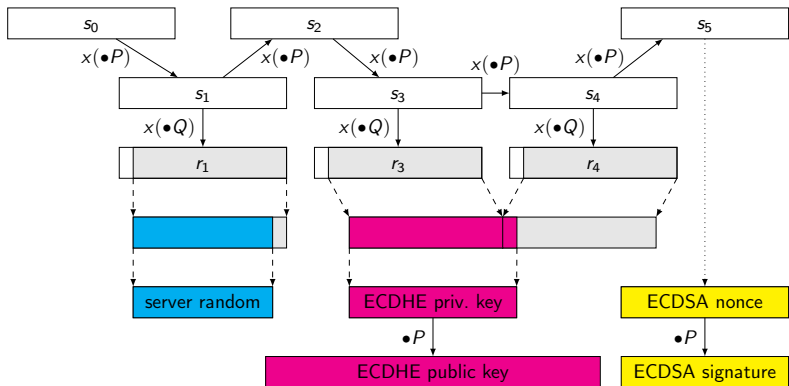 s₀
s₂
s₅
x(•P)
x(•P)
x(•P)
x(•P)
x(•P)
s₁
s₃
s₄
x(•Q)
x(•Q)
x(•Q)
r₁
r₃
r₄
server random
ECDHE priv. key
ECDSA nonce
•P
•P
ECDHE public key
ECDSA signature